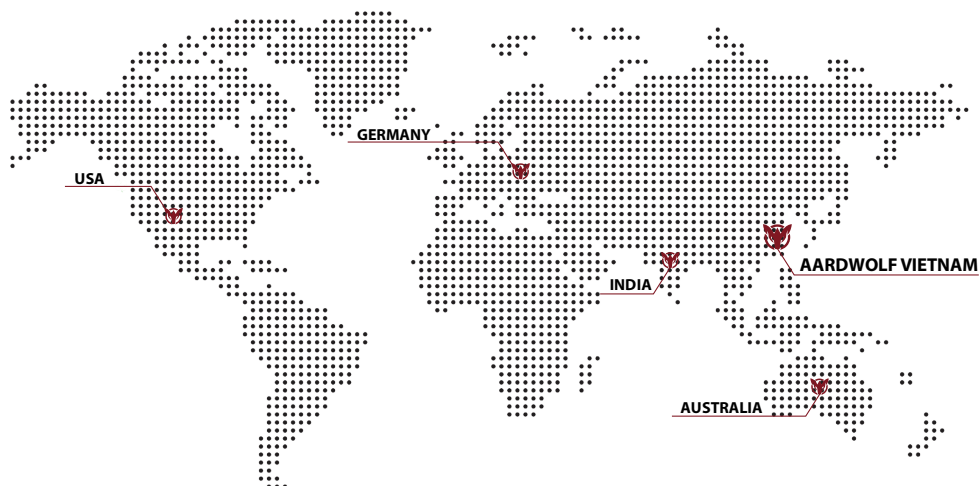 GERMANY
USA
AARDWOLF VIETNAM
INDIA
AUSTRALIA